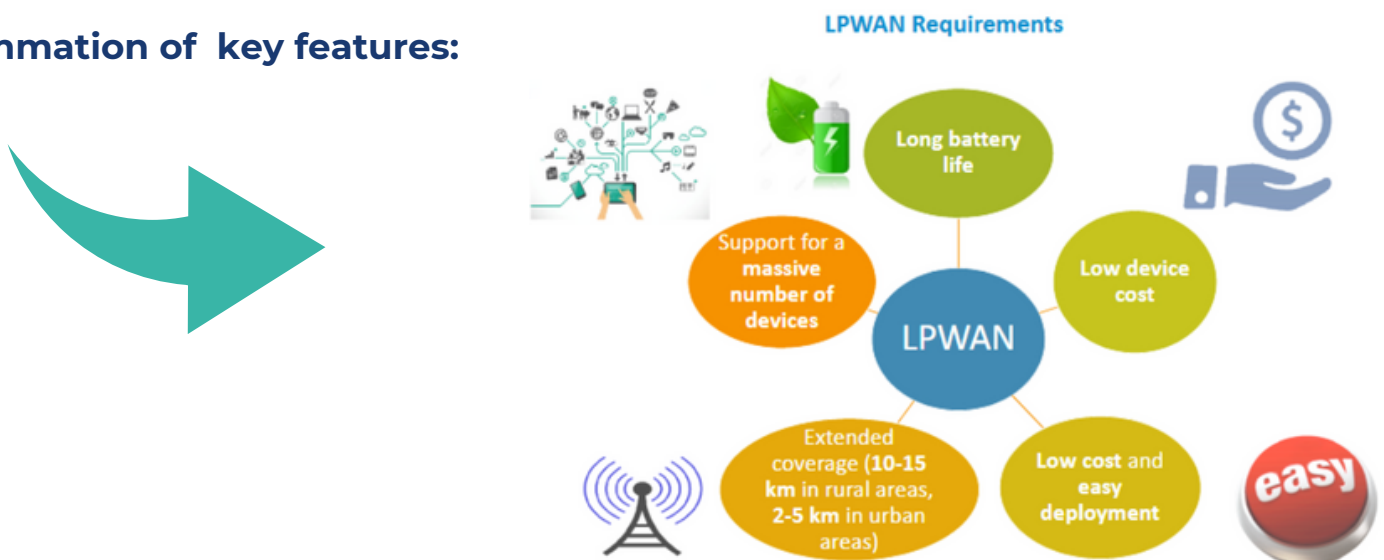 LPWAN Requirements
mmation of key features:
Long battery
life
Support for a
massive
number of
devices
Low device
cost
LPWAN
Extended
coverage (10-15
km in rural areas,
2-5 km in urban
areas)
Low cost and
easy
deployment
easy
$